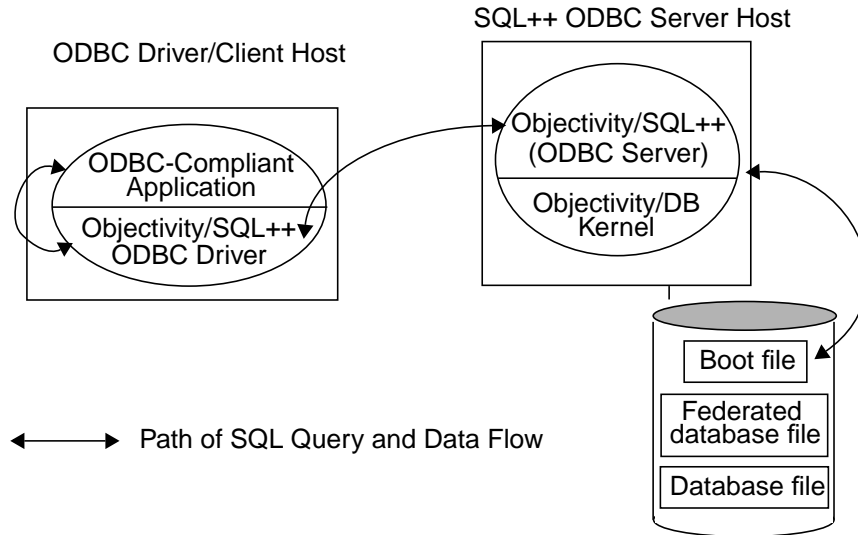 SQL++ ODBC Server Host
ODBC Driver/Client Host
ODBC-Compliant
Application
Objectivity/SQL++
ODBC Driver
Objectivity/SQL++
(ODBC Server)
Objectivity/DB
Kernel
Boot file
Federated
database file
Database file
Path of SQL Query and Data Flow